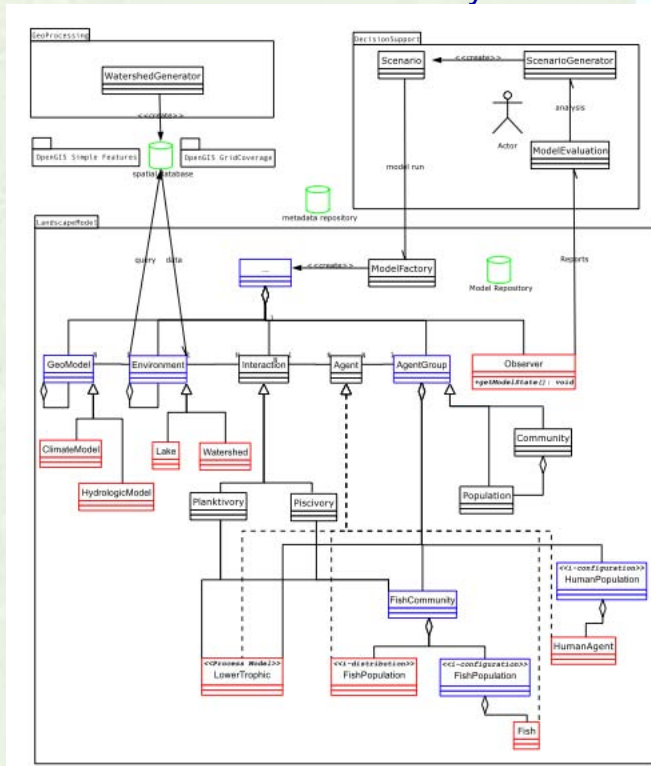 GeoProcessing
WatershedGenerator
<<create>>
OpenGIS Simple Features
OpenGIS GridCoverage
spatial database
DecisionSupport
Scenario
<<create>>
ScenarioGenerator
analysis
Actor
ModelEvaluation
model run
metadata repository
LandscapeModel
query
data
...
<<create>>
ModelFactory
Model Repository
Reports
GeoModel
Environment
Interaction
Agent
AgentGroup
Observer
+getModelState(): void
ClimateModel
HydrologicModel
Lake
Watershed
Community
Population
Planktivory
Piscivory
FishCommunity
<<i-configuration>>
HumanPopulation
HumanAgent
<<Process Model>>
LowerTrophic
<<i-distribution>>
FishPopulation
<<i-configuration>>
FishPopulation
Fish